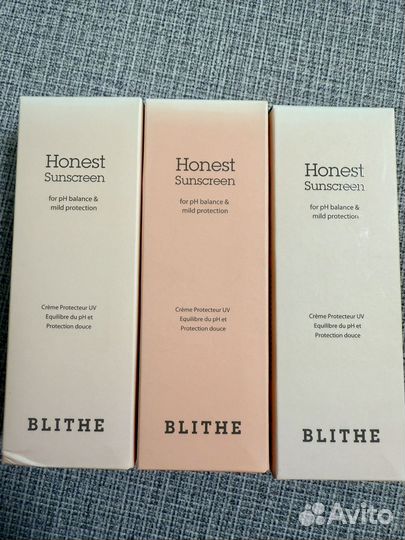 Honest
Sunscreen
for pH balance &
mild protection
Crème Protecteur UV
Equilibre du pH et
Protection douce
BLITHE
Honest
Sunscreen
for pH balance &
mild protection
Crème Protecteur UV
Equilibre du pH et
Protection douce
BLITHE
Honest
Sunscreen
for pH balance &
mild protection
Crème Protecteur UV
Equilibre du pH et
Protection douce
BLITHE
Avito